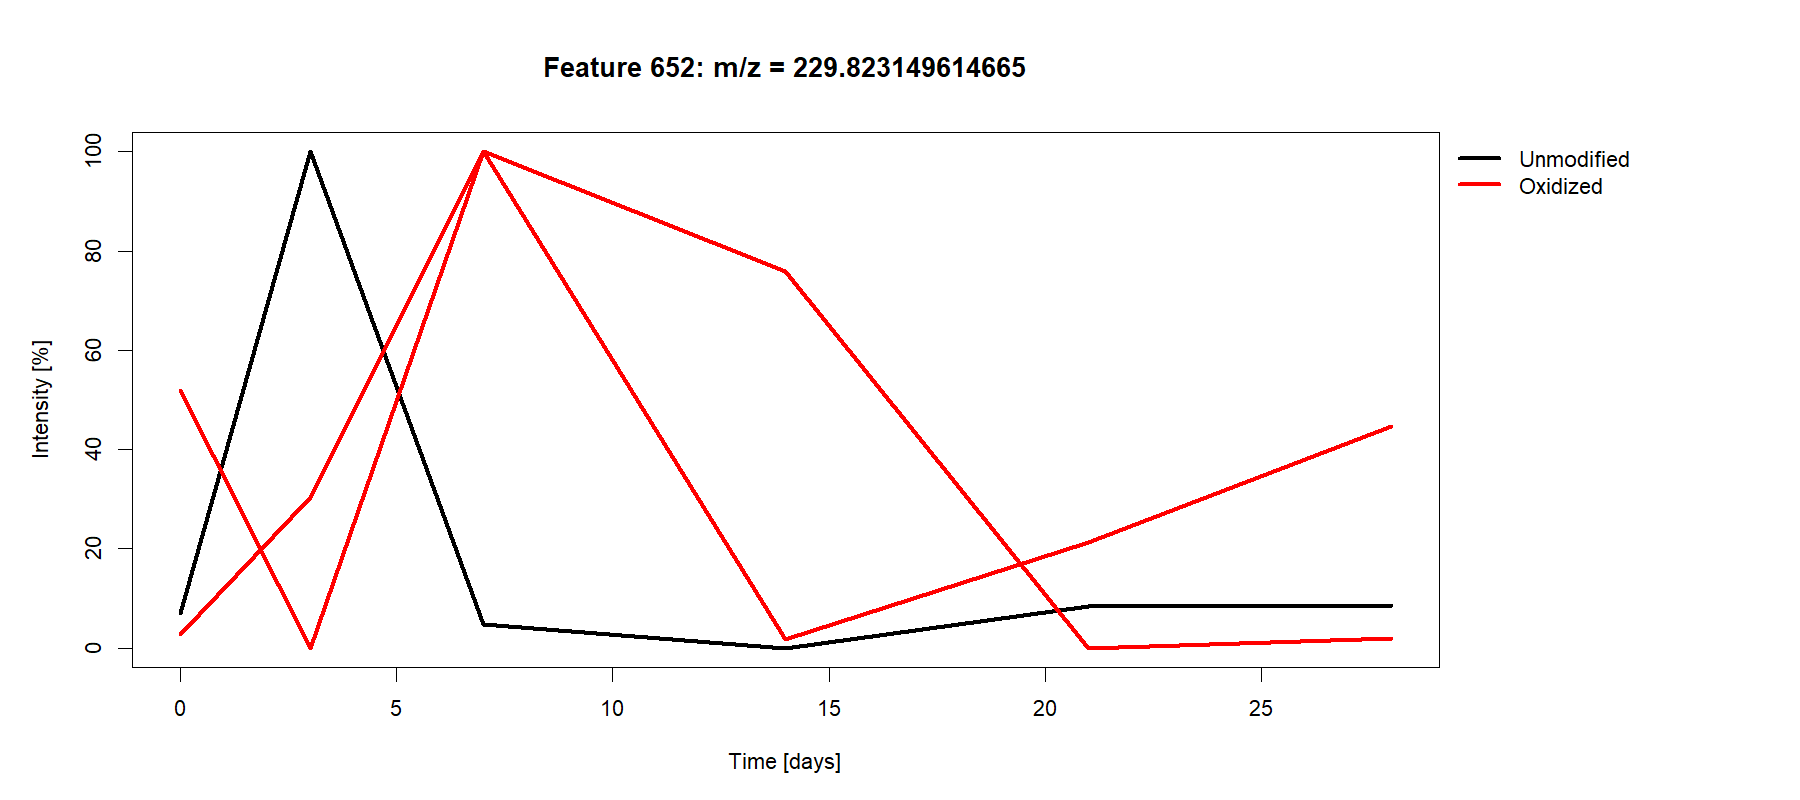 Feature 652: m/z = 229.823149614665
Unmodified
Oxidized
Intensity [%]
100
80
60
40
20
0
0 5 10 15 20 25
Time [days]